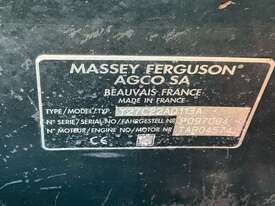 MASSEY FERGUSON®
AGCO SA
BEAUVAIS FRANCE
MADE IN FRANCE
TYPE/MODEL/TYP.
N° SERIE/SERIAL NO/FAHRGESTELL NR P097084
N° MOTEUR/ENGINE NO/MOTOR NR
CE